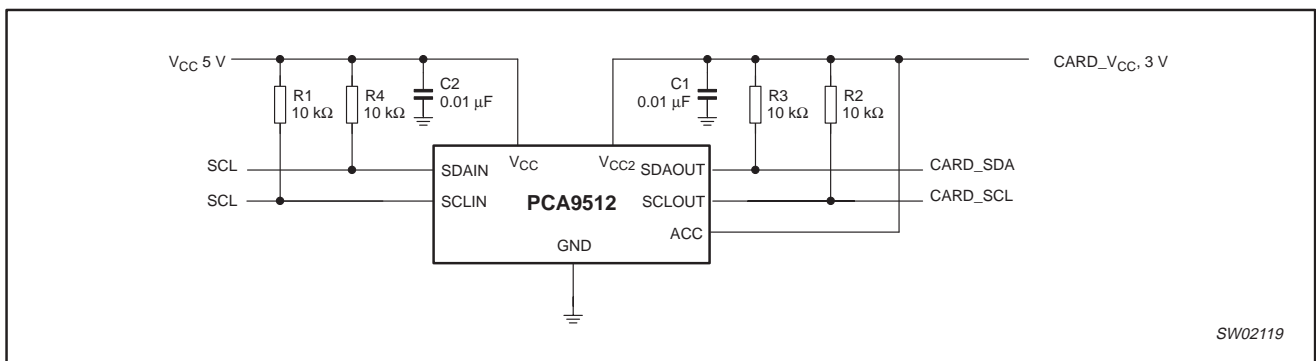 VCC 5 V
CARD_VCC, 3 V
R1
10 kΩ
R4
10 kΩ
C2
0.01 µF
C1
0.01 µF
R3
10 kΩ
R2
10 kΩ
SCL
SCL
SDAIN
SCLIN
VCC
VCC2
PCA9512
GND
SDAOUT
SCLOUT
ACC
CARD_SDA
CARD_SCL
SW02119